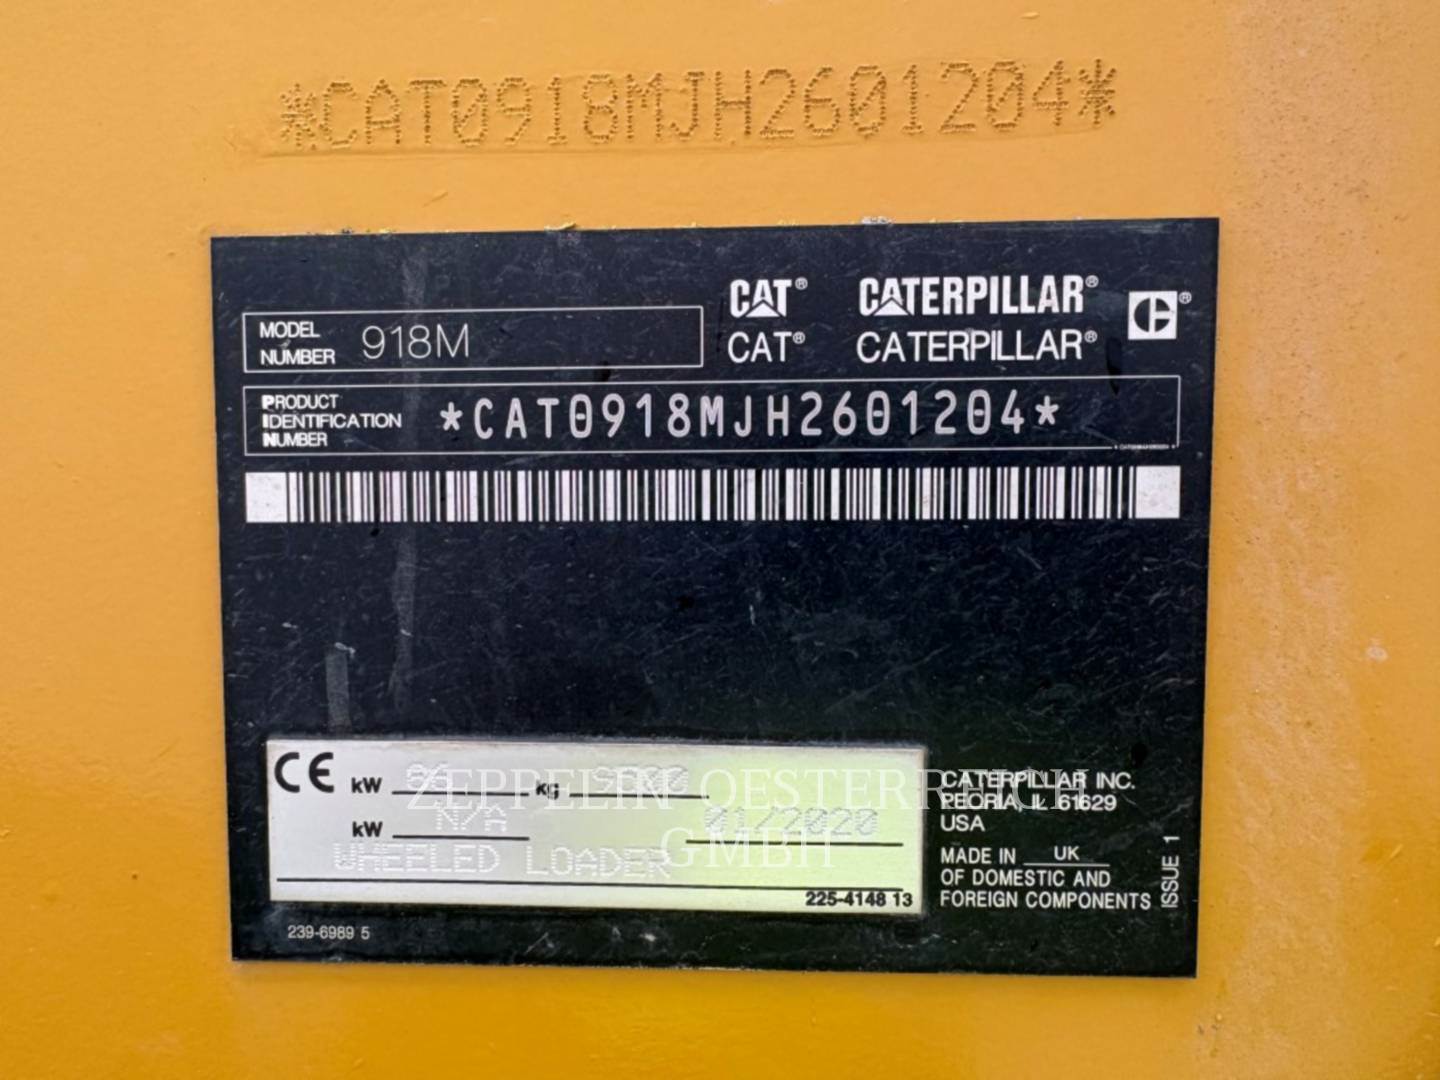 *CAT0918MJH2601204*
CAT® CATERPILLAR®
MODEL NUMBER 918M
CAT® CATERPILLAR®
PRODUCT IDENTIFICATION NUMBER *CAT0918MJH2601204*
CE kW kg
N/A
kW 01/2020
WHEELED LOADER
225-4148 13
239-6989 5
CATERPILLAR INC.
PEORIA, IL 61629
USA
MADE IN UK
OF DOMESTIC AND
FOREIGN COMPONENTS
ISSUE 1
ZEPPELIN OESTERREICH
GMBH